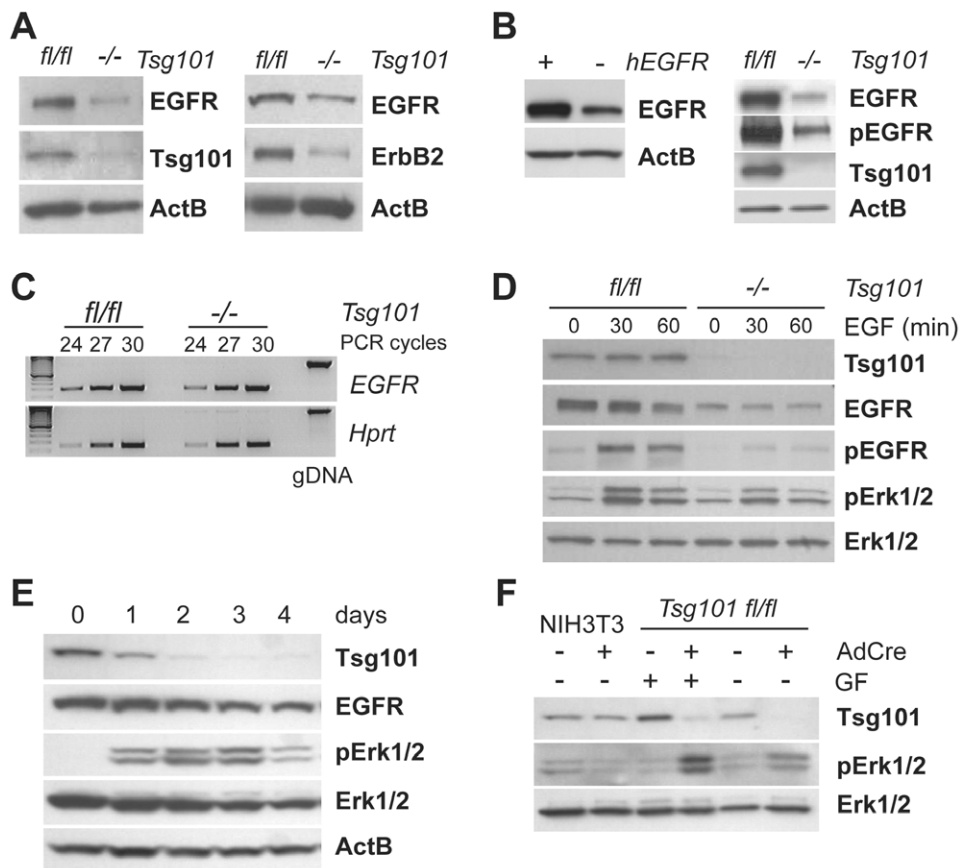 A
fl/fl -/- Tsg101
EGFR
Tsg101
ActB
fl/fl -/- Tsg101
EGFR
ErbB2
ActB
B
+ - hEGFR
EGFR
ActB
fl/fl -/- Tsg101
EGFR
pEGFR
Tsg101
ActB
C
fl/fl -/- Tsg101
24 27 30 24 27 30 PCR cycles
EGFR
Hprt
gDNA
D
fl/fl -/- Tsg101
0 30 60 0 30 60 EGF (min)
Tsg101
EGFR
pEGFR
pErk1/2
Erk1/2
E
0 1 2 3 4 days
Tsg101
EGFR
pErk1/2
Erk1/2
ActB
F
NIH3T3 Tsg101 fl/fl
- + - + - + AdCre
- - + + - - GF
Tsg101
pErk1/2
Erk1/2